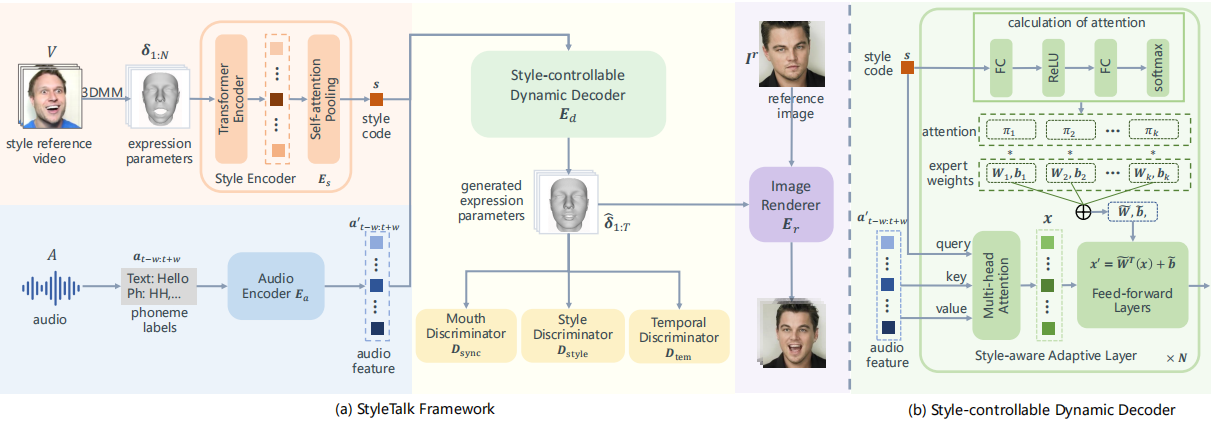 V
δ₁:N
3DMM
style reference
video
expression
parameters
Transformer
Encoder
Self-attention
Pooling
Style Encoder Eₛ
s
style
code
A
audio
aₜ₋w:ₜ₊w
Text: Hello
Ph: HH,...
phoneme
labels
Audio
Encoder Eₐ
a′ₜ₋w:ₜ₊w
audio
feature
Style-controllable
Dynamic Decoder
E_d
generated
expression
parameters
δ̂₁:T
Mouth
Discriminator
D_sync
Style
Discriminator
D_style
Temporal
Discriminator
D_tem
Iʳ
reference
image
Image
Renderer
Eᵣ
(a) StyleTalk Framework
calculation of attention
style
code
s
FC
ReLU
FC
softmax
attention
π₁
π₂
...
πₖ
* * *
expert
weights
W₁, b₁
W₂, b₂
...
Wₖ, bₖ
⊕
W̃, b̃,
a′ₜ₋w:ₜ₊w
query
key
value
Multi-head
Attention
x
x′ = W̃ᵀ(x) + b̃
Feed-forward
Layers
audio
feature
Style-aware Adaptive Layer
× N
(b) Style-controllable Dynamic Decoder